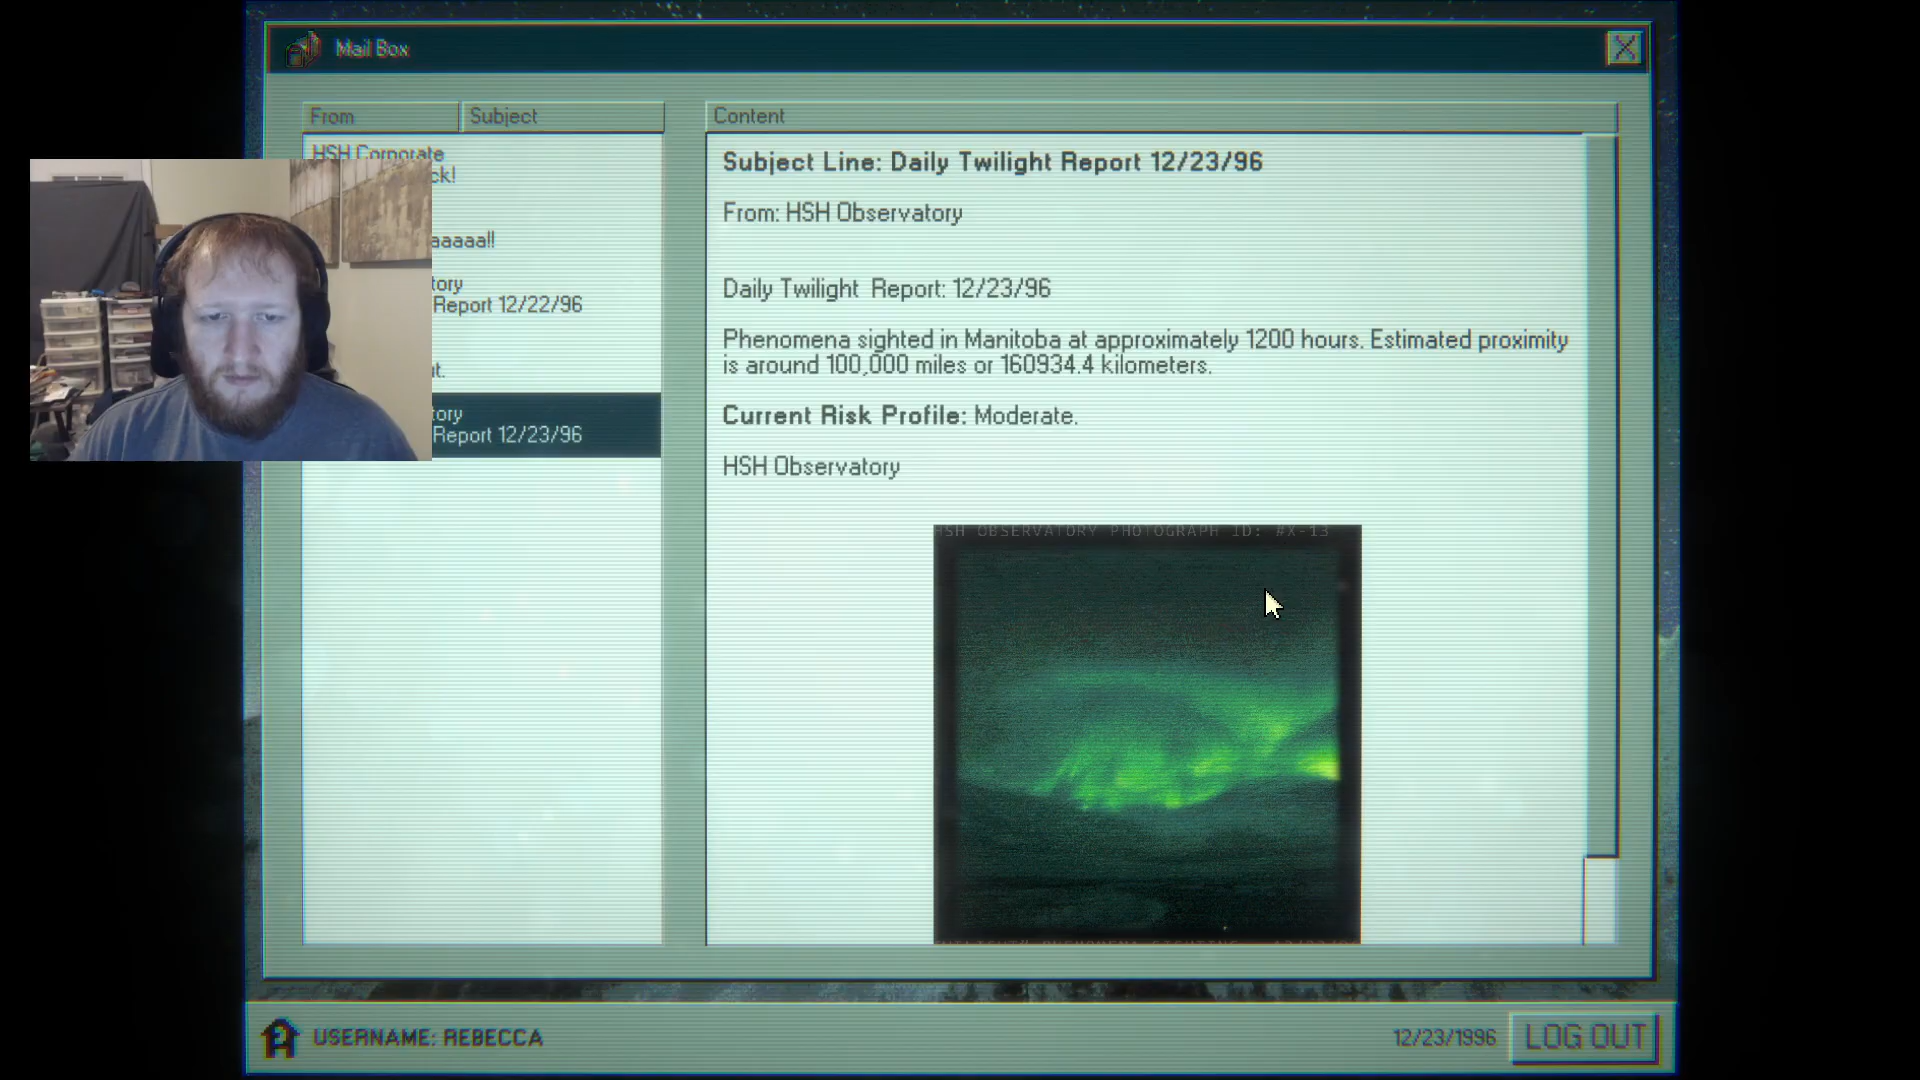 Mail Box
From
Subject
Content
HSH Corporate
ck!
aaaaa!!
tory
Report 12/22/96
tory
Report 12/23/96
Subject Line: Daily Twilight Report 12/23/96
From: HSH Observatory
Daily Twilight Report: 12/23/96
Phenomena sighted in Manitoba at approximately 1200 hours. Estimated proximity
is around 100,000 miles or 160934.4 kilometers.
Current Risk Profile: Moderate.
HSH Observatory
HSH OBSERVATORY PHOTOGRAPH ID: #X-13
USERNAME: REBECCA
12/23/1996
LOG OUT